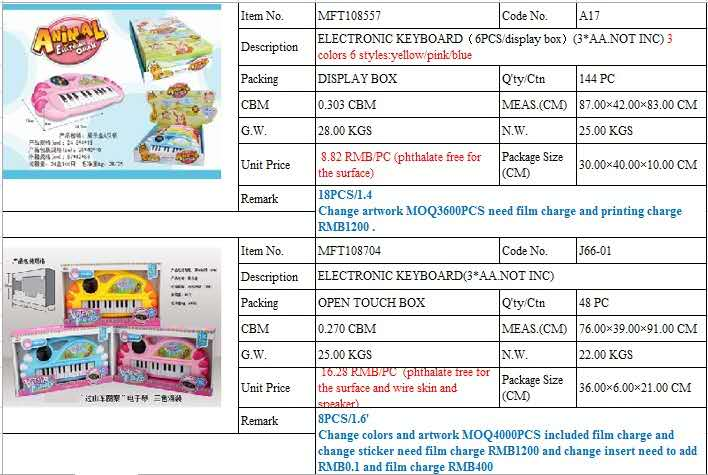 Item No. MFT108557 Code No. A17
Description ELECTRONIC KEYBOARD（6PCS/display box）(3*AA.NOT INC) 3
colors 6 styles:yellow/pink/blue
Packing DISPLAY BOX Q'ty/Ctn 144 PC
CBM 0.303 CBM MEAS.(CM) 87.00×42.00×83.00 CM
G.W. 28.00 KGS N.W. 25.00 KGS
Unit Price 8.82 RMB/PC (phthalate free for
the surface)
Package Size
(CM)
30.00×40.00×10.00 CM
Remark 18PCS/1.4
Change artwork MOQ3600PCS need film charge and printing charge
RMB1200 .
ANIMAL
Item No. MFT108704 Code No. J66-01
Description ELECTRONIC KEYBOARD(3*AA.NOT INC)
Packing OPEN TOUCH BOX Q'ty/Ctn 48 PC
CBM 0.270 CBM MEAS.(CM) 76.00×39.00×91.00 CM
G.W. 25.00 KGS N.W. 22.00 KGS
Unit Price 16.28 RMB/PC (phthalate free for
the surface and wire skin and
speaker)
Package Size
(CM)
36.00×6.00×21.00 CM
Remark 8PCS/1.6'
Change colors and artwork MOQ4000PCS included film charge and
change sticker need film charge RMB1200 and change insert need to add
RMB0.1 and film charge RMB400